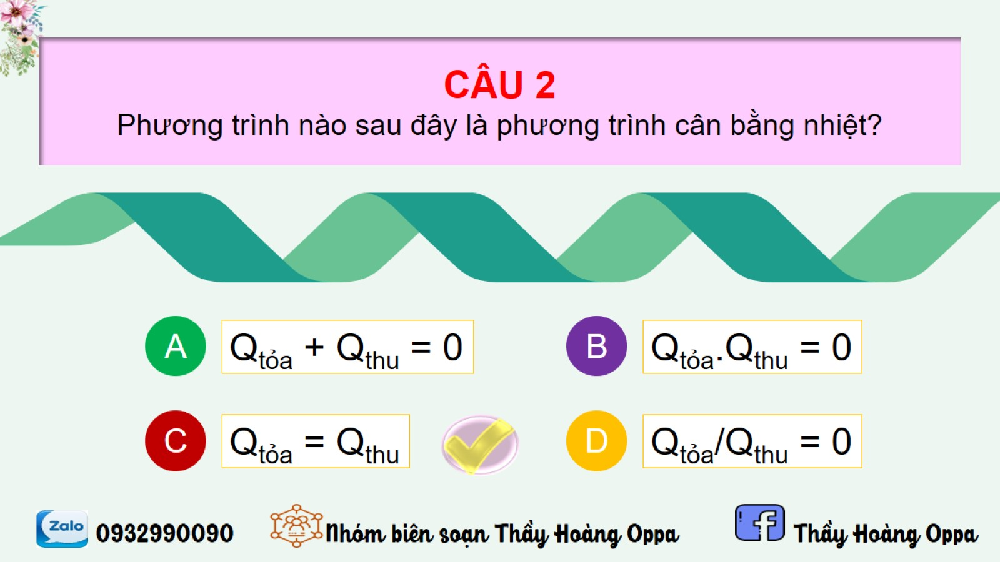 CÂU 2
Phương trình nào sau đây là phương trình cân bằng nhiệt?
A Qtỏa + Qthu = 0
B Qtỏa.Qthu = 0
C Qtỏa = Qthu
D Qtỏa/Qthu = 0
Zalo 0932990090
Nhóm biên soạn Thầy Hoàng Oppa
f Thầy Hoàng Oppa